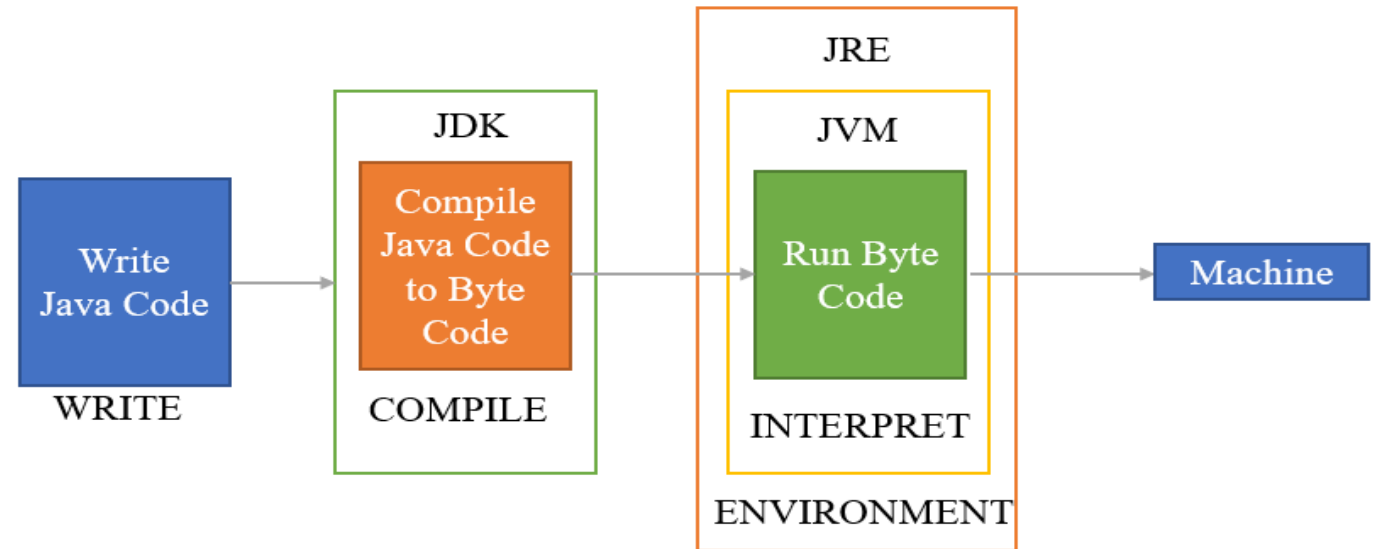 Write
Java Code
WRITE
JDK
Compile
Java Code
to Byte
Code
COMPILE
JRE
JVM
Run Byte
Code
INTERPRET
ENVIRONMENT
Machine